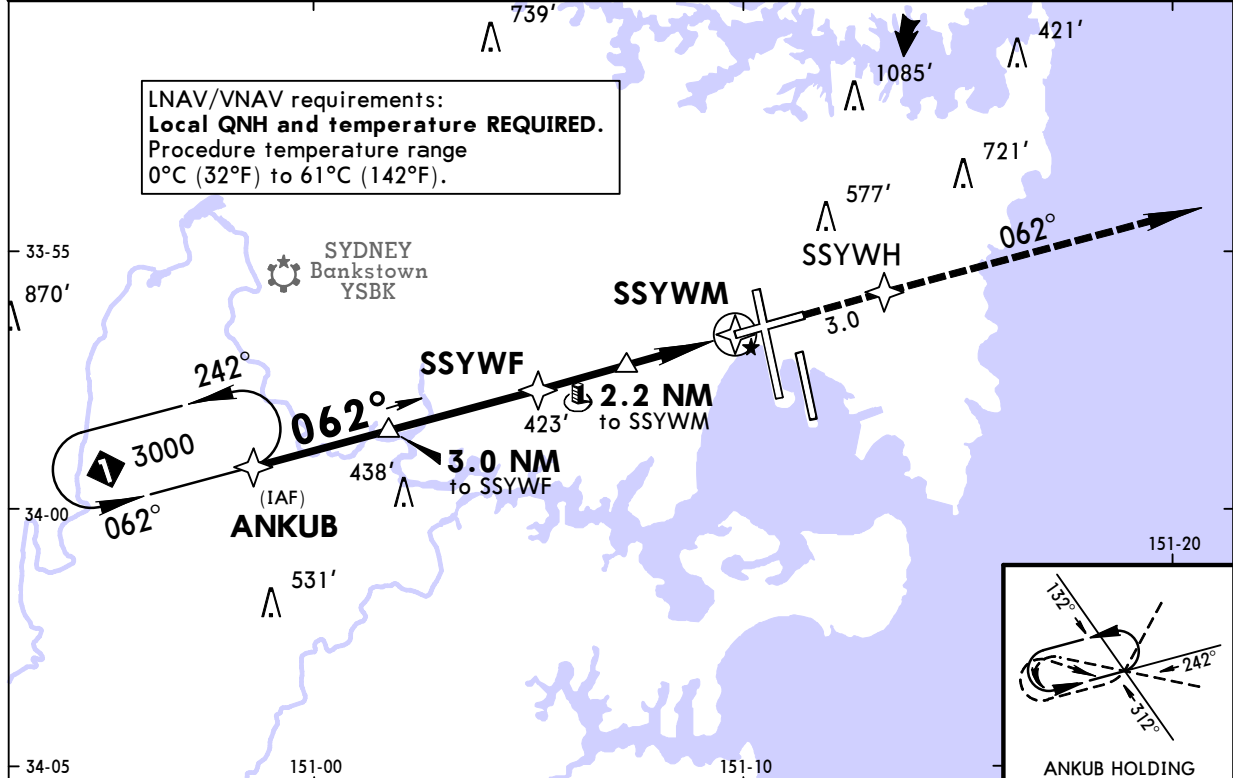 739'
421'
1085'
LNAV/VNAV requirements:
Local QNH and temperature REQUIRED.
Procedure temperature range
0°C (32°F) to 61°C (142°F).
721'
577'
062°
33-55
SYDNEY
Bankstown
YSBK
SSYWH
870'
SSYWM
3.0
SSYWF
242°
062°
2.2 NM
to SSYWM
423'
3000
438'
3.0 NM
to SSYWF
(IAF)
34-00
062°
ANKUB
151-20
531'
132°
242°
312°
34-05
151-00
151-10
ANKUB HOLDING